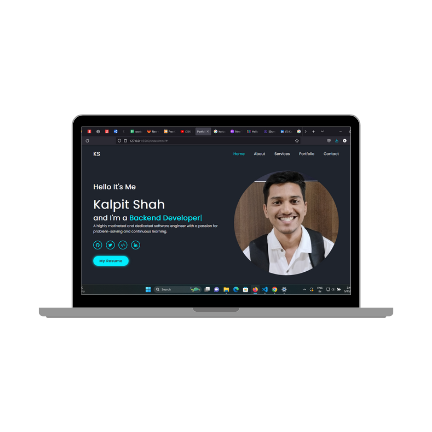 KS
Home About Services Portfolio Contact
Hello It's Me
Kalpit Shah
and I'm a Backend Developer!
A highly motivated and dedicated software engineer with a passion for
problem-solving and continuous learning.
My Resume
Search